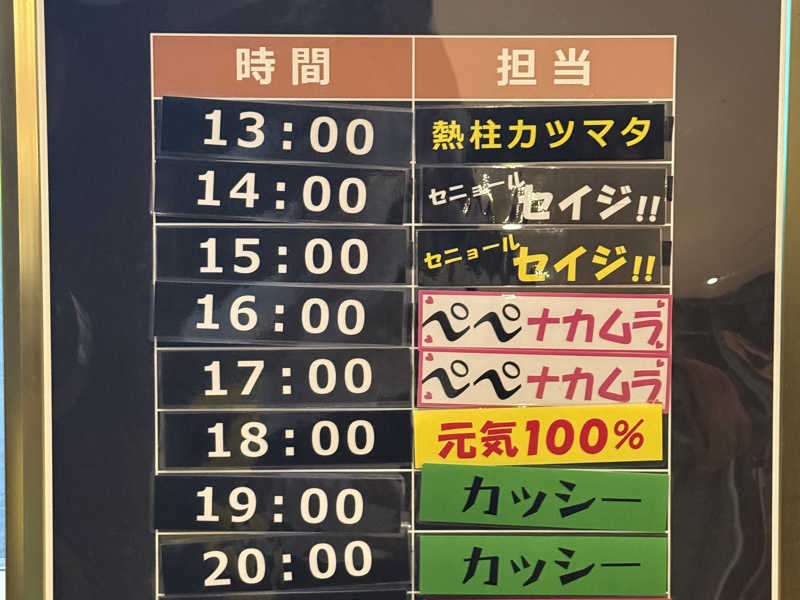 時間 担当
13:00 熱柱カツマタ
14:00 セニョールセイジ!!
15:00 セニョールセイジ!!
16:00 ペペナカムラ
17:00 ペペナカムラ
18:00 元気100%
19:00 カッシー
20:00 カッシー